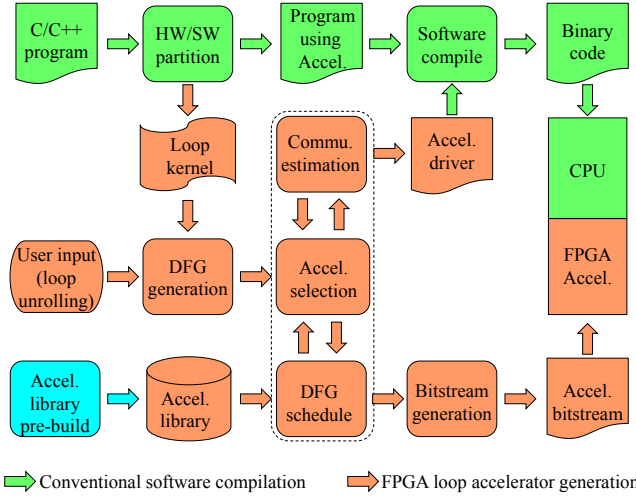 C/C++
program
HW/SW
partition
Program
using
Accel.
Software
compile
Binary
code
Loop
kernel
Commu.
estimation
Accel.
driver
CPU
User input
(loop
unrolling)
DFG
generation
Accel.
selection
FPGA
Accel.
Accel.
library
pre-build
Accel.
library
DFG
schedule
Bitstream
generation
Accel.
bitstream
Conventional software compilation
FPGA loop accelerator generation